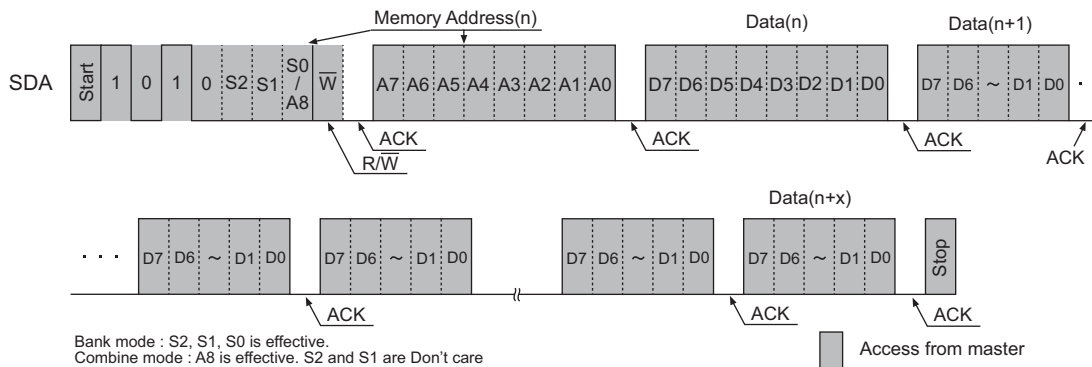 Memory Address(n)
Data(n)
Data(n+1)
SDA
Start 1 0 1 0 S2 S1 S0 / A8 W̅
A7 A6 A5 A4 A3 A2 A1 A0
D7 D6 D5 D4 D3 D2 D1 D0
D7 D6 ~ D1 D0 ·
ACK
R/W̅
ACK
ACK
ACK
Data(n+x)
· · · D7 D6 ~ D1 D0
D7 D6 ~ D1 D0
D7 D6 ~ D1 D0
D7 D6 ~ D1 D0
Stop
ACK
ACK
ACK
Bank mode : S2, S1, S0 is effective.
Combine mode : A8 is effective. S2 and S1 are Don't care
Access from master